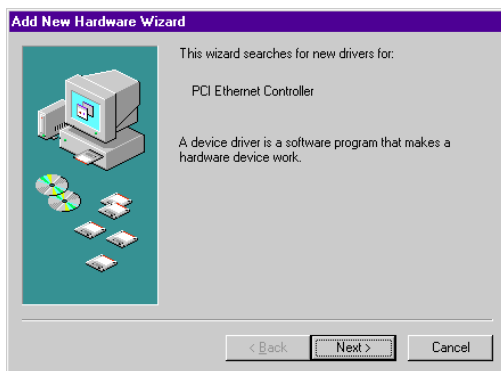 Add New Hardware Wizard
This wizard searches for new drivers for:
PCI Ethernet Controller
A device driver is a software program that makes a
hardware device work.
< Back
Next >
Cancel